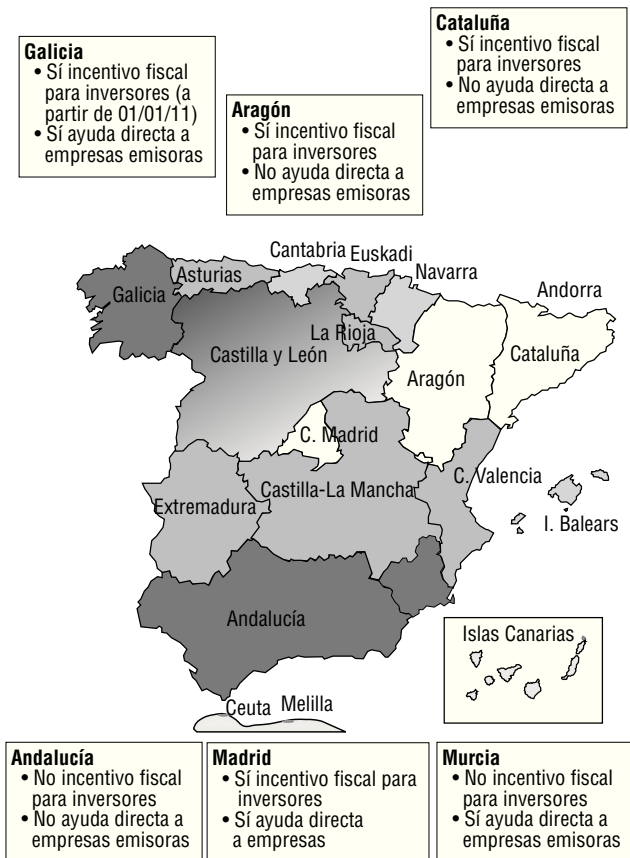 Galicia
• Sí incentivo fiscal
para inversores (a
partir de 01/01/11)
• Sí ayuda directa a
empresas emisoras
Aragón
• Sí incentivo fiscal
para inversores
• No ayuda directa a
empresas emisoras
Cataluña
• Sí incentivo fiscal
para inversores
• No ayuda directa a
empresas emisoras
Cantabria
Euskadi
Asturias
Navarra
Galicia
Andorra
La Rioja
Castilla y León
Cataluña
Aragón
C. Madrid
C. Valencia
Castilla-La Mancha
Extremadura
I. Balears
Andalucía
Islas Canarias
Ceuta
Melilla
Andalucía
• No incentivo fiscal
para inversores
• No ayuda directa a
empresas emisoras
Madrid
• Sí incentivo fiscal para
inversores
• Sí ayuda directa
a empresas
Murcia
• No incentivo fiscal
para inversores
• Sí ayuda directa a
empresas emisoras